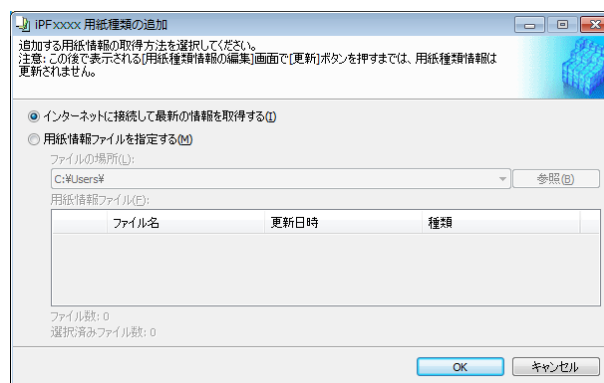 iPFxxxx 用紙種類の追加
追加する用紙情報の取得方法を選択してください。
注意: この後で表示される[用紙種類情報の編集]画面で[更新]ボタンを押すまでは、用紙種類情報は
更新されません。
インターネットに接続して最新の情報を取得する(I)
用紙情報ファイルを指定する(M)
ファイルの場所(L):
C:¥Users¥
参照(B)
用紙情報ファイル(F):
ファイル名 更新日時 種類
ファイル数: 0
選択済みファイル数: 0
OK キャンセル